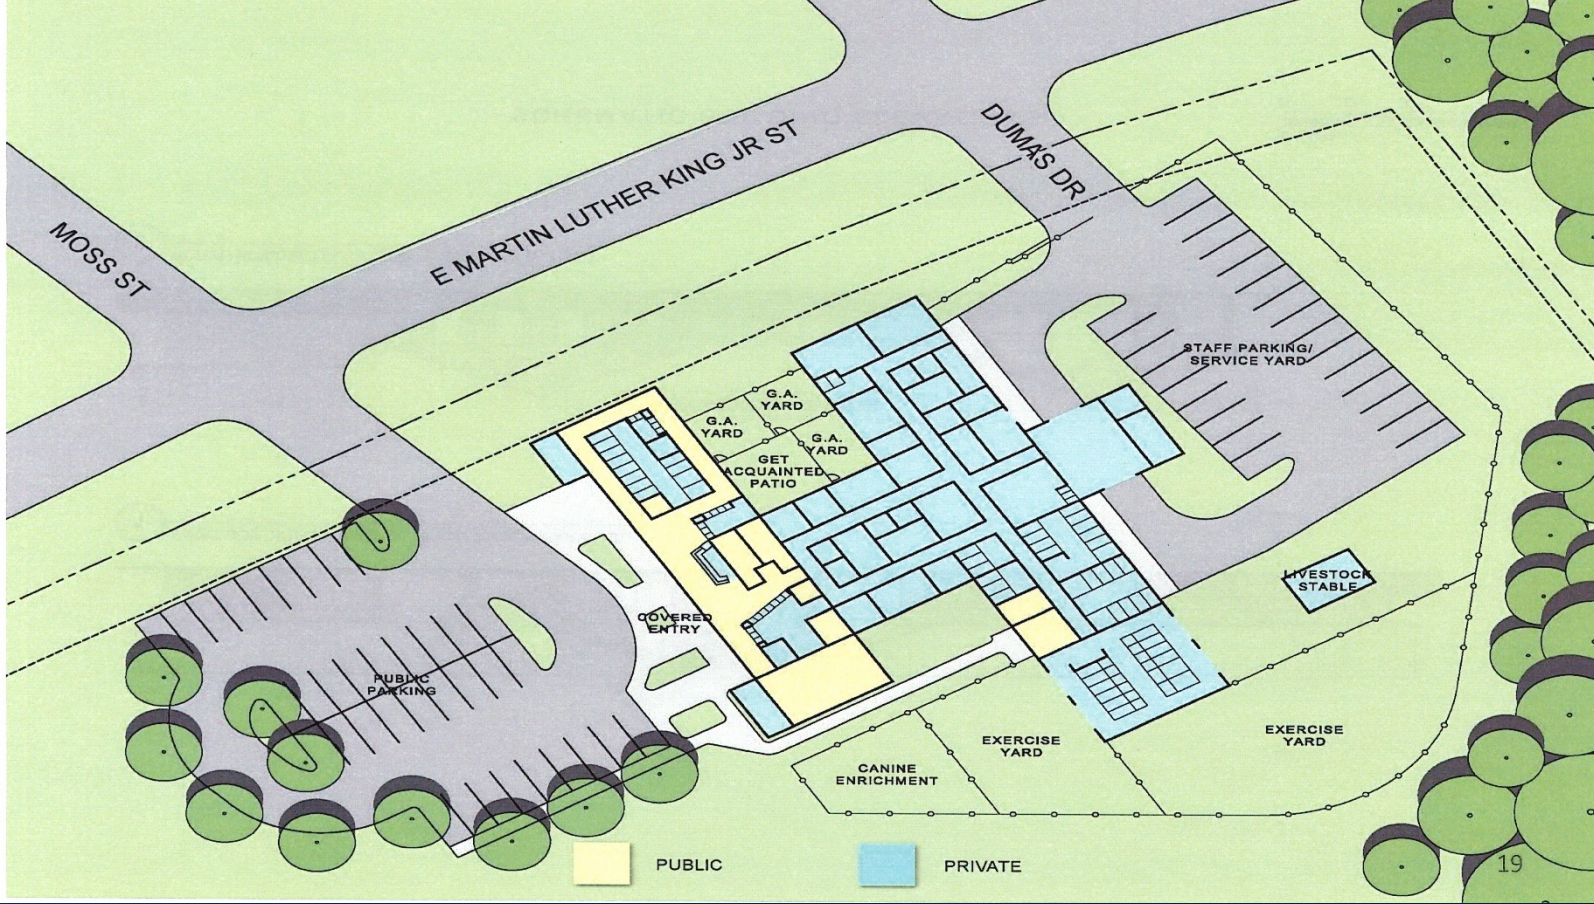 DUMAS DR
E MARTIN LUTHER KING JR ST
MOSS ST
STAFF PARKING/
SERVICE YARD
G.A.
YARD
G.A.
YARD
G.A.
YARD
GET
ACQUAINTED
PATIO
LIVESTOCK
STABLE
COVERED
ENTRY
PUBLIC
PARKING
EXERCISE
YARD
EXERCISE
YARD
CANINE
ENRICHMENT
PUBLIC
PRIVATE
19